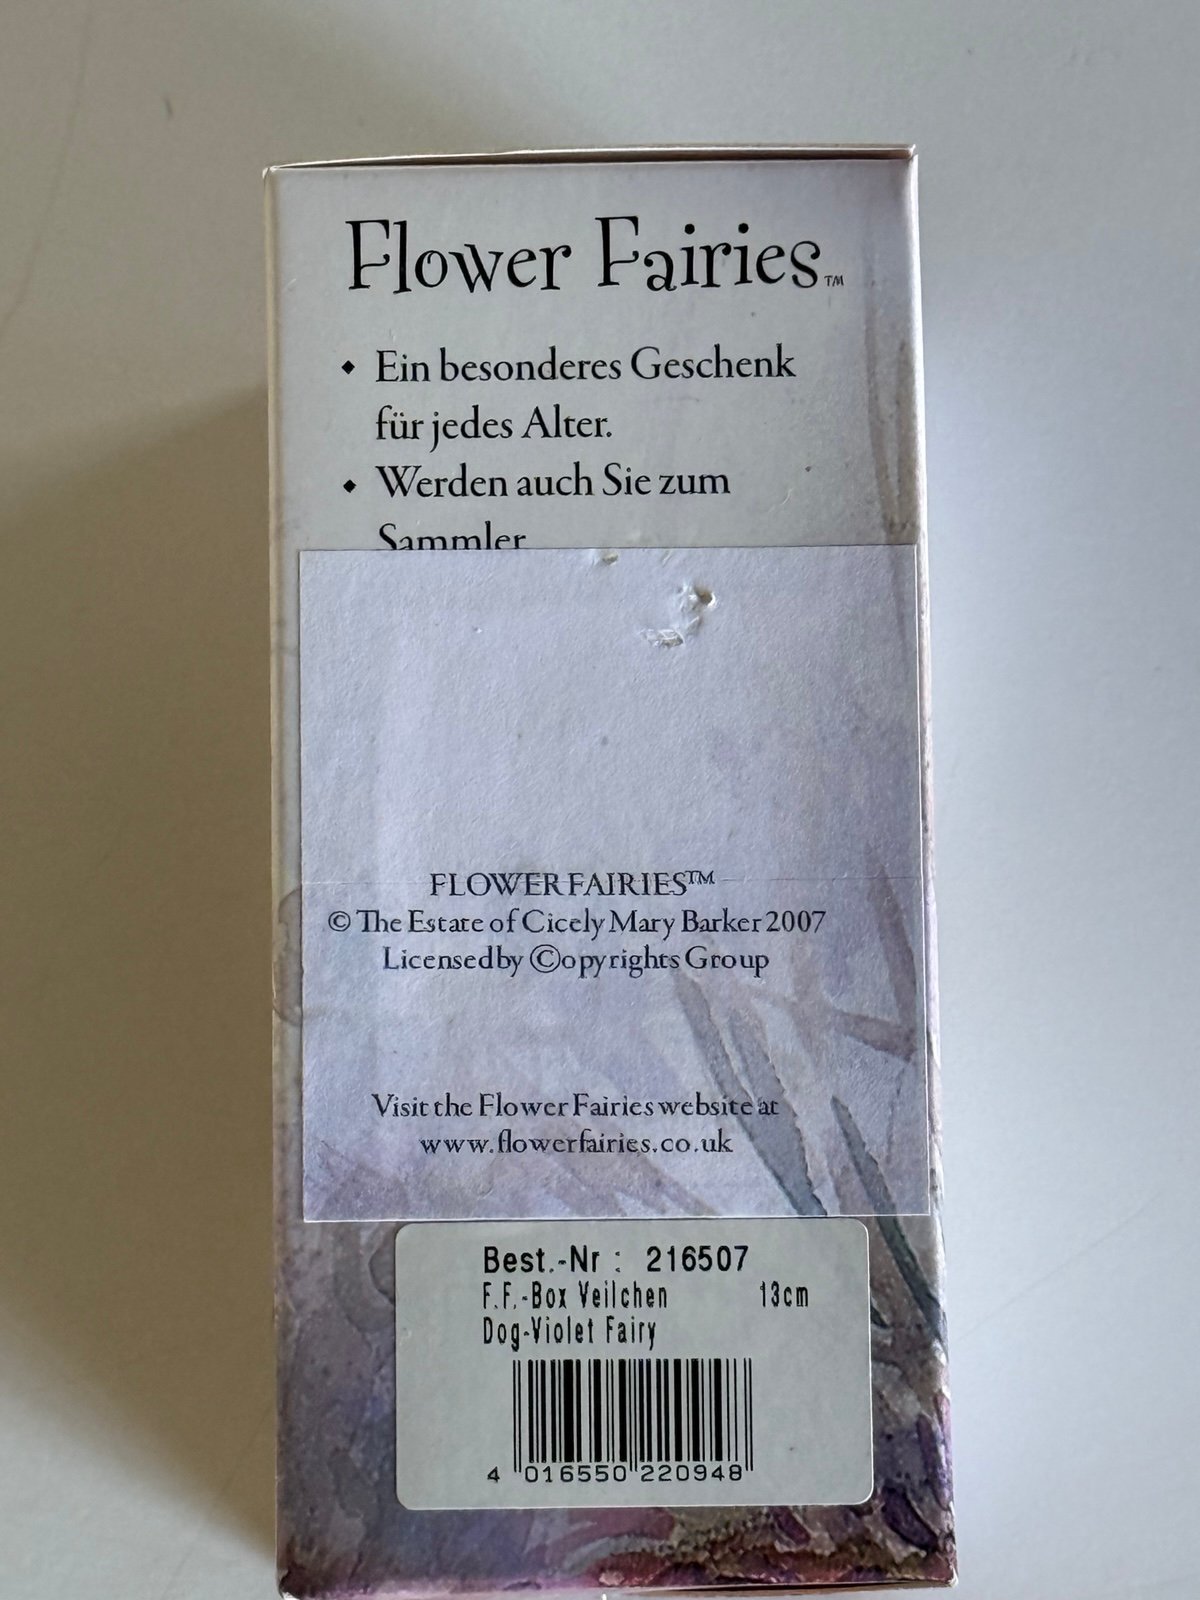 Flower Fairies™
◆ Ein besonderes Geschenk
für jedes Alter.
◆ Werden auch Sie zum
Sammler
FLOWER FAIRIES™
© The Estate of Cicely Mary Barker 2007
Licensed by ©opyrights Group
Visit the Flower Fairies website at
www.flowerfairies.co.uk
Best.-Nr : 216507
F.F.-Box Veilchen 13cm
Dog-Violet Fairy
4 016550 220948